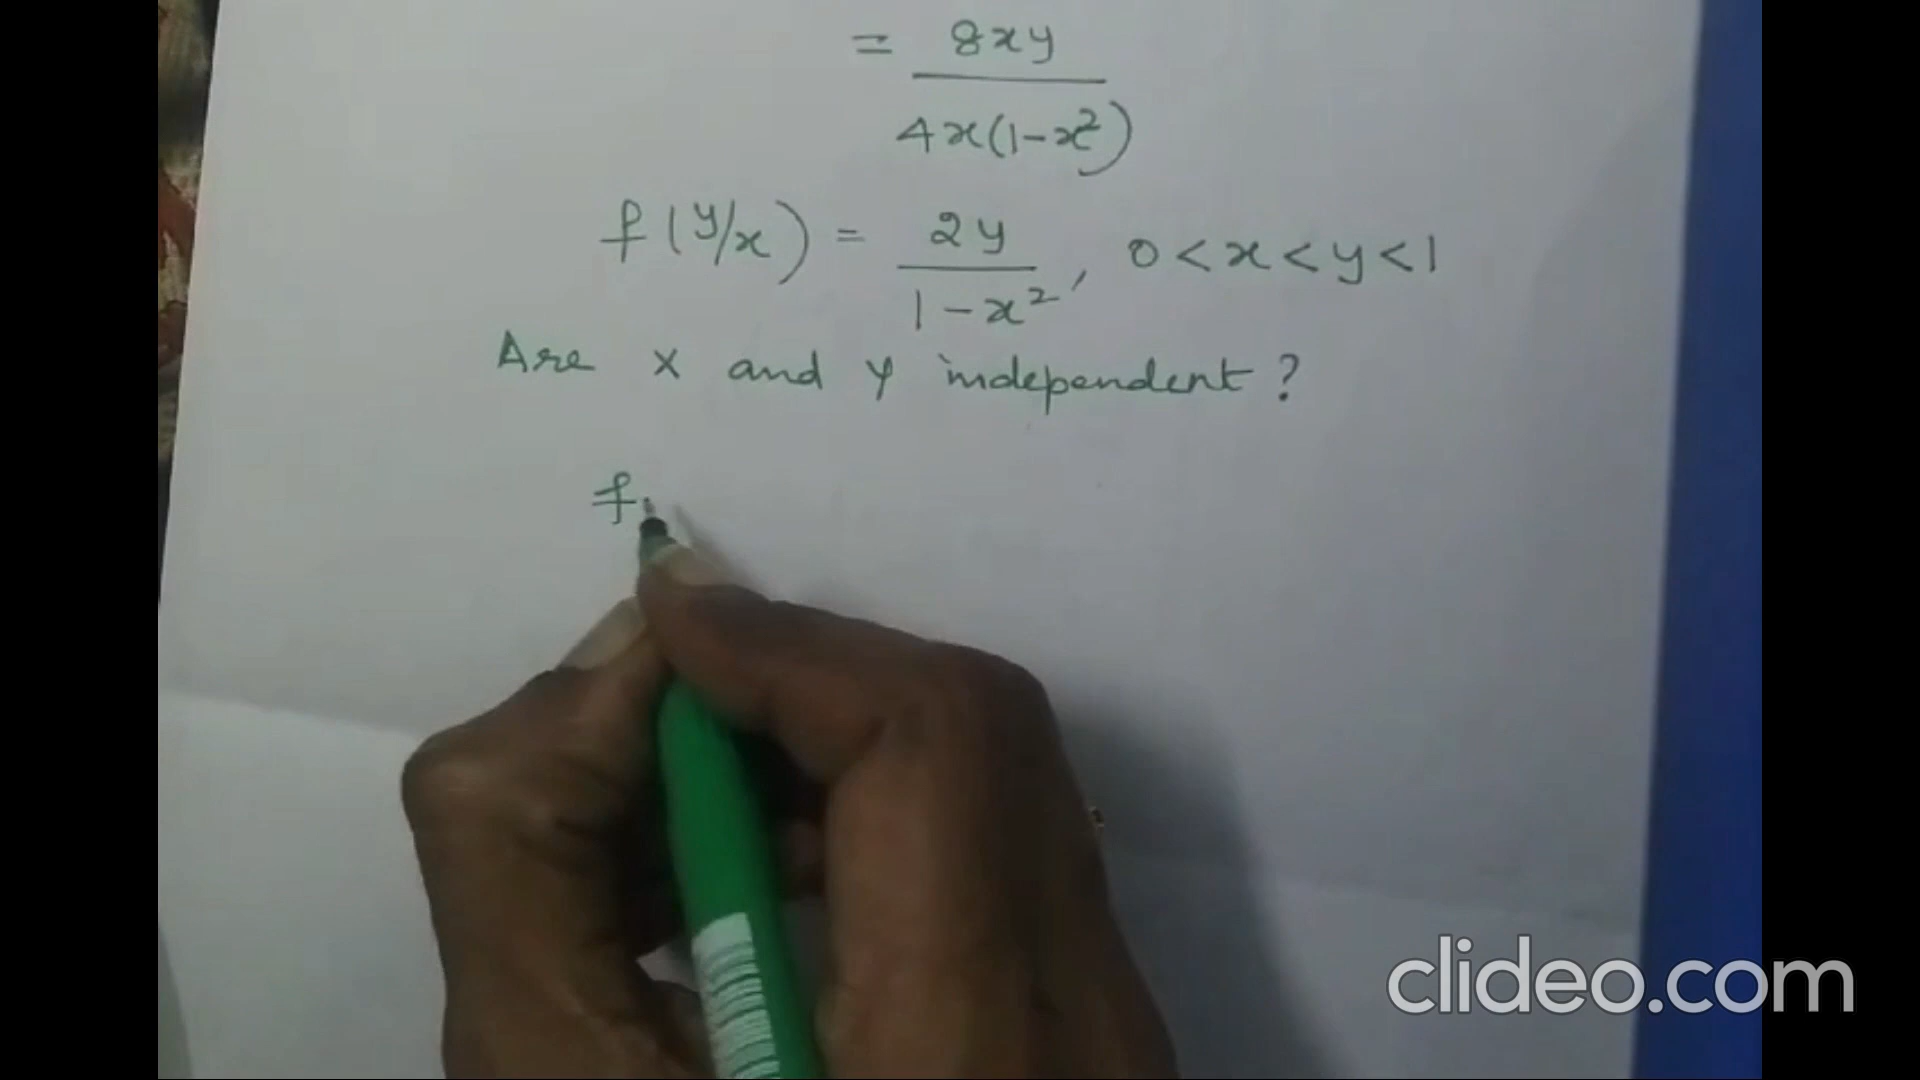 = 8xy
4x(1-x²)
f(y/x) = 2y/1-x², 0<x<y<1
Are X and Y independent?
f
clideo.com